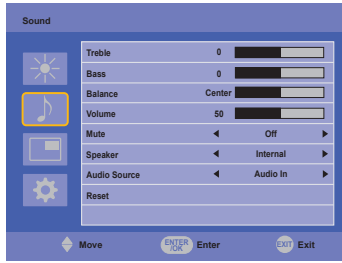 Sound
Treble 0
Bass 0
Balance Center
Volume 50
Mute Off
Speaker Internal
Audio Source Audio In
Reset
Move ENTER /OK Enter EXIT Exit